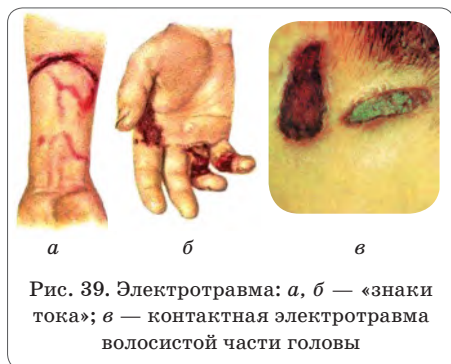 а б в
Рис. 39. Электротравма: а, б — «знаки
тока»; в — контактная электротравма
волосистой части головы